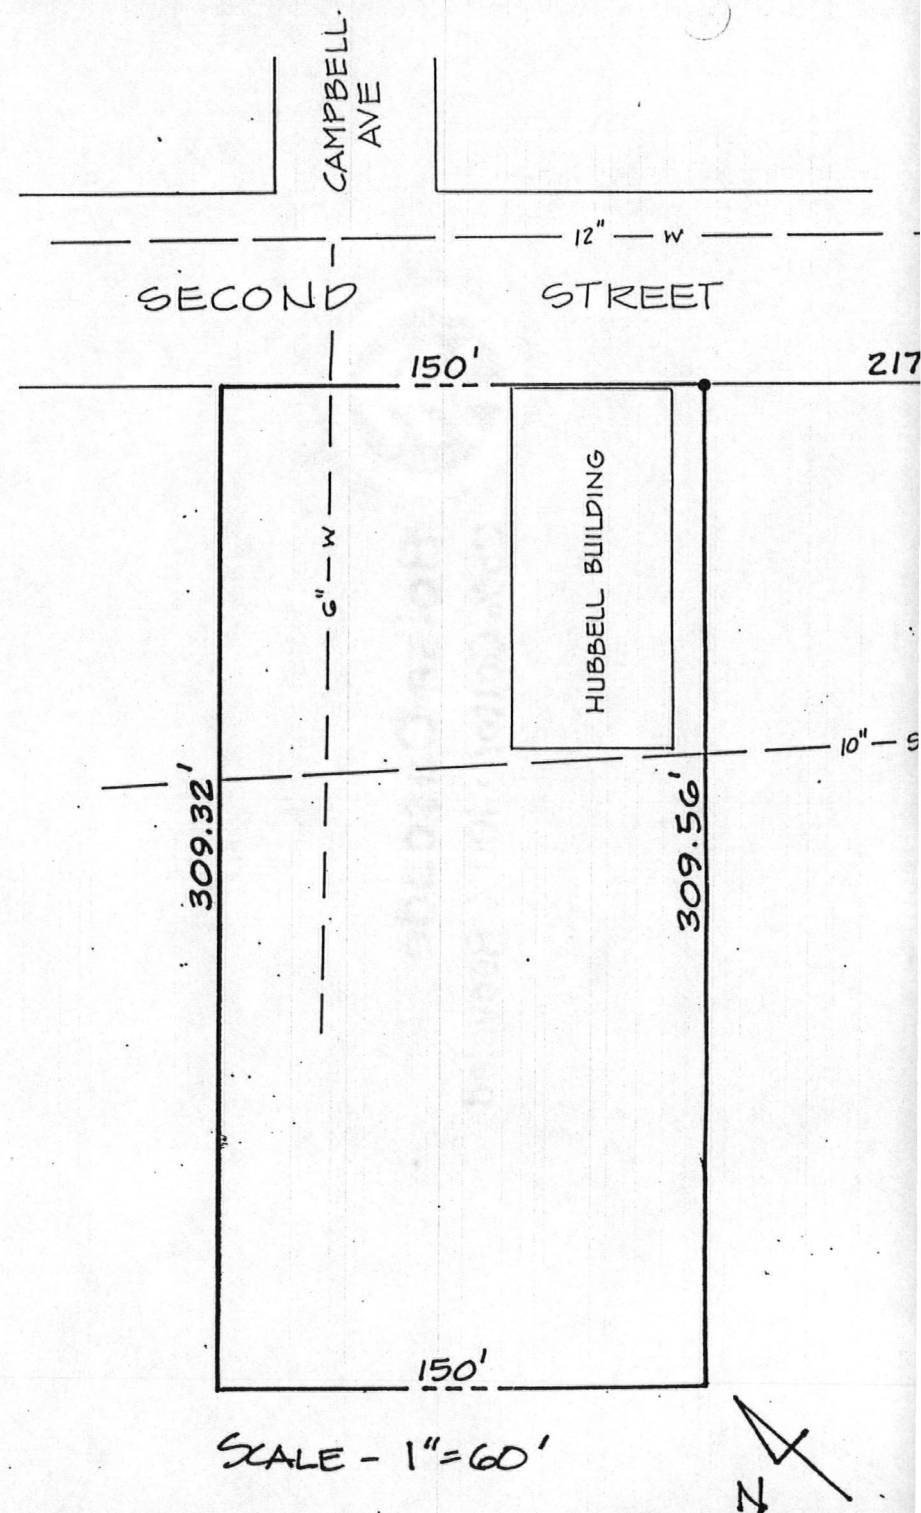 CAMPBELL.
AVE
12" W
SECOND STREET
150'
217
HUBBELL BUILDING
6" W
10" S
309.32'
309.56'
150'
SCALE - 1"=60'
N